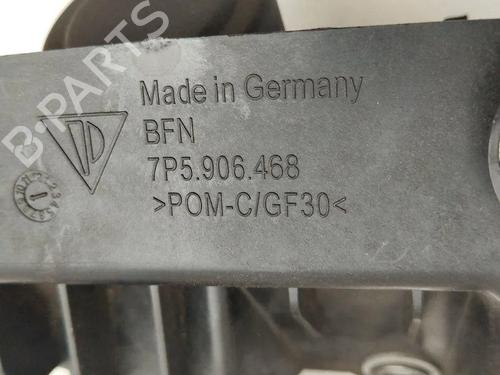 B-PARTS
Made in Germany
BFN
7P5.906.468
>POM-C/GF30<